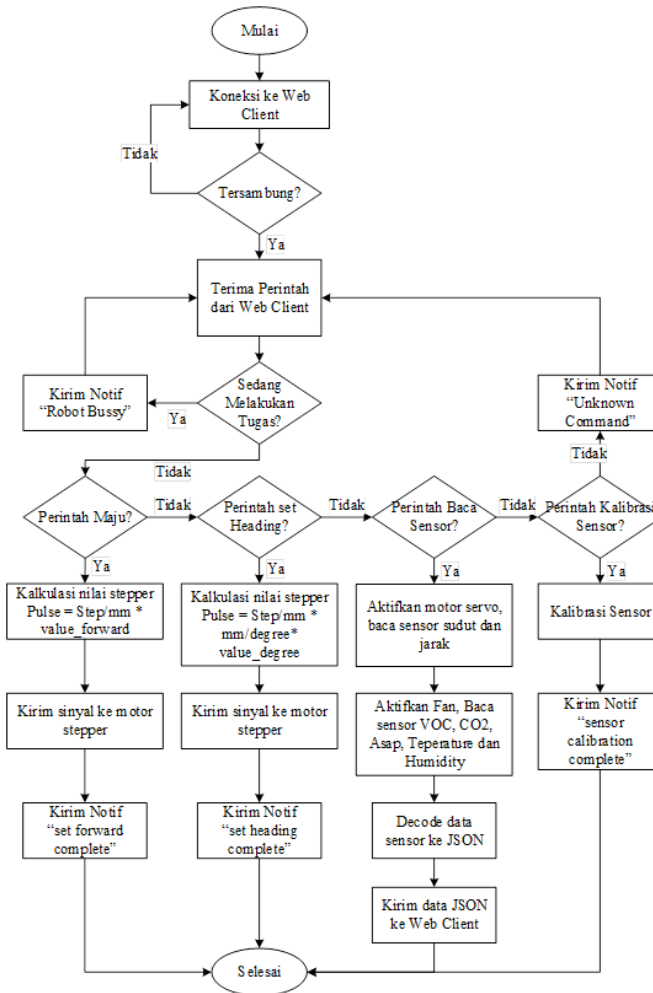 Mulai
Koneksi ke Web
Client
Tidak
Tersambung?
Ya
Terima Perintah
dari Web Client
Kirim Notif
“Robot Bussy”
Ya
Sedang
Melakukan
Tugas?
Kirim Notif
“Unknown
Command”
Tidak
Tidak
Perintah Maju?
Tidak
Perintah set
Heading?
Tidak
Perintah Baca
Sensor?
Tidak
Perintah Kalibrasi
Sensor?
Ya
Ya
Ya
Ya
Kalkulasi nilai stepper
Pulse = Step/mm *
value_forward
Kalkulasi nilai stepper
Pulse = Step/mm *
mm/degree*
value_degree
Aktifkan motor servo,
baca sensor sudut dan
jarak
Kalibrasi Sensor
Kirim sinyal ke motor
stepper
Kirim sinyal ke motor
stepper
Aktifkan Fan, Baca
sensor VOC, CO2,
Asap, Teperature dan
Humidity
Kirim Notif
“sensor
calibration
complete”
Kirim Notif
“set forward
complete”
Kirim Notif
“set heading
complete”
Decode data
sensor ke JSON
Kirim data JSON
ke Web Client
Selesai